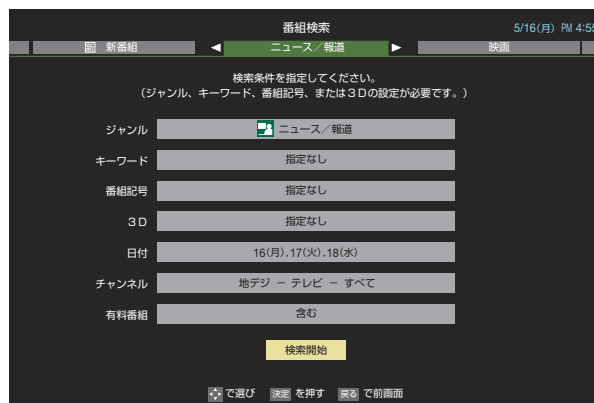 番組検索
5/16(月) PM 4:55
新 新番組 ◀ ニュース／報道 ▶ 映画
検索条件を指定してください。
(ジャンル、キーワード、番組記号、または３Ｄの設定が必要です。)
ジャンル ニュース／報道
キーワード 指定なし
番組記号 指定なし
３Ｄ 指定なし
日付 16(月).17(火).18(水)
チャンネル 地デジ － テレビ － すべて
有料番組 含む
検索開始
で選び 決定 を押す 戻る で前画面